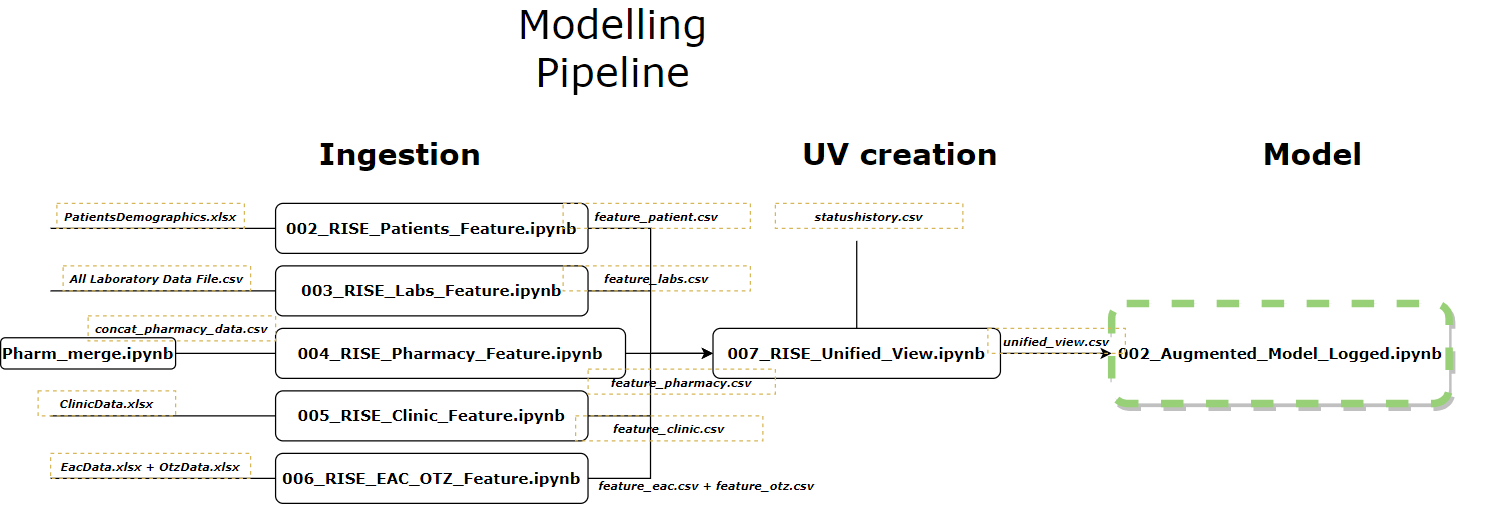 Modelling
Pipeline
Ingestion
UV creation
Model
PatientsDemographics.xlsx
002_RISE_Patients_Feature.ipynb
feature_patient.csv
statushistory.csv
All Laboratory Data File.csv
003_RISE_Labs_Feature.ipynb
feature_labs.csv
concat_pharmacy_data.csv
Pharm_merge.ipynb
004_RISE_Pharmacy_Feature.ipynb
feature_pharmacy.csv
007_RISE_Unified_View.ipynb
unified_view.csv
002_Augmented_Model_Logged.ipynb
ClinicData.xlsx
005_RISE_Clinic_Feature.ipynb
feature_clinic.csv
EacData.xlsx + OtzData.xlsx
006_RISE_EAC_OTZ_Feature.ipynb
feature_eac.csv + feature_otz.csv